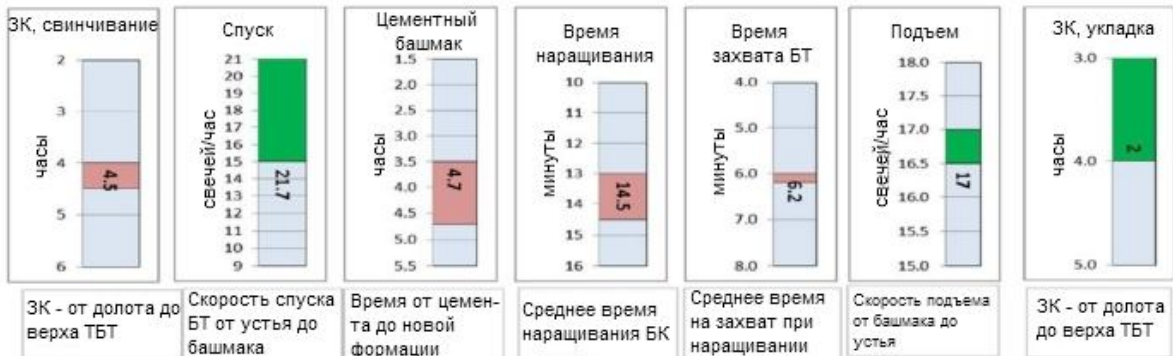 ЗК, свинчивание
2
3
4
5
6
часы
4.5
ЗК - от долота до
верха ТБТ
Спуск
21
20
19
18
17
16
15
14
13
12
11
10
9
свечей/час
21.7
Скорость спуска
БТ от устья до
башмака
Цементный
башмак
1.5
2.0
2.5
3.0
3.5
4.0
4.5
5.0
5.5
часы
4.7
Время от цемен-
та до новой
формации
Время
наращивания
10
11
12
13
14
15
16
минуты
14.5
Среднее время
наращивания БК
Время
захвата БТ
4.0
5.0
6.0
7.0
8.0
минуты
6.2
Среднее время
на захват при
наращивании
Подъем
18.0
17.5
17.0
16.5
16.0
15.5
15.0
свечей/час
17
Скорость подъема
от башмака до
устья
ЗК, укладка
3.0
4.0
5.0
часы
2
ЗК - от долота
до верха ТБТ